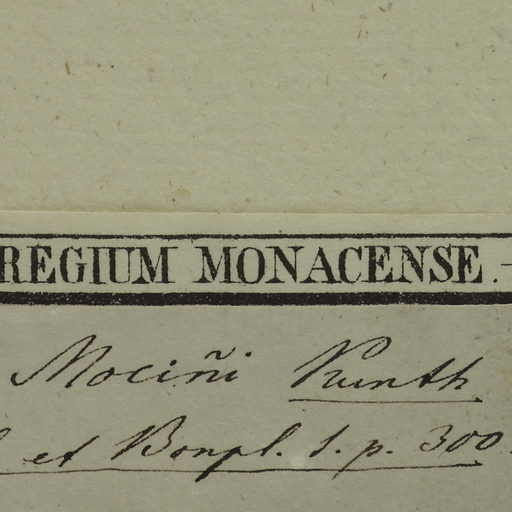 REGIUM MONACENSE. -
Mociñi Kunth
et Bonpl. 1. p. 300.